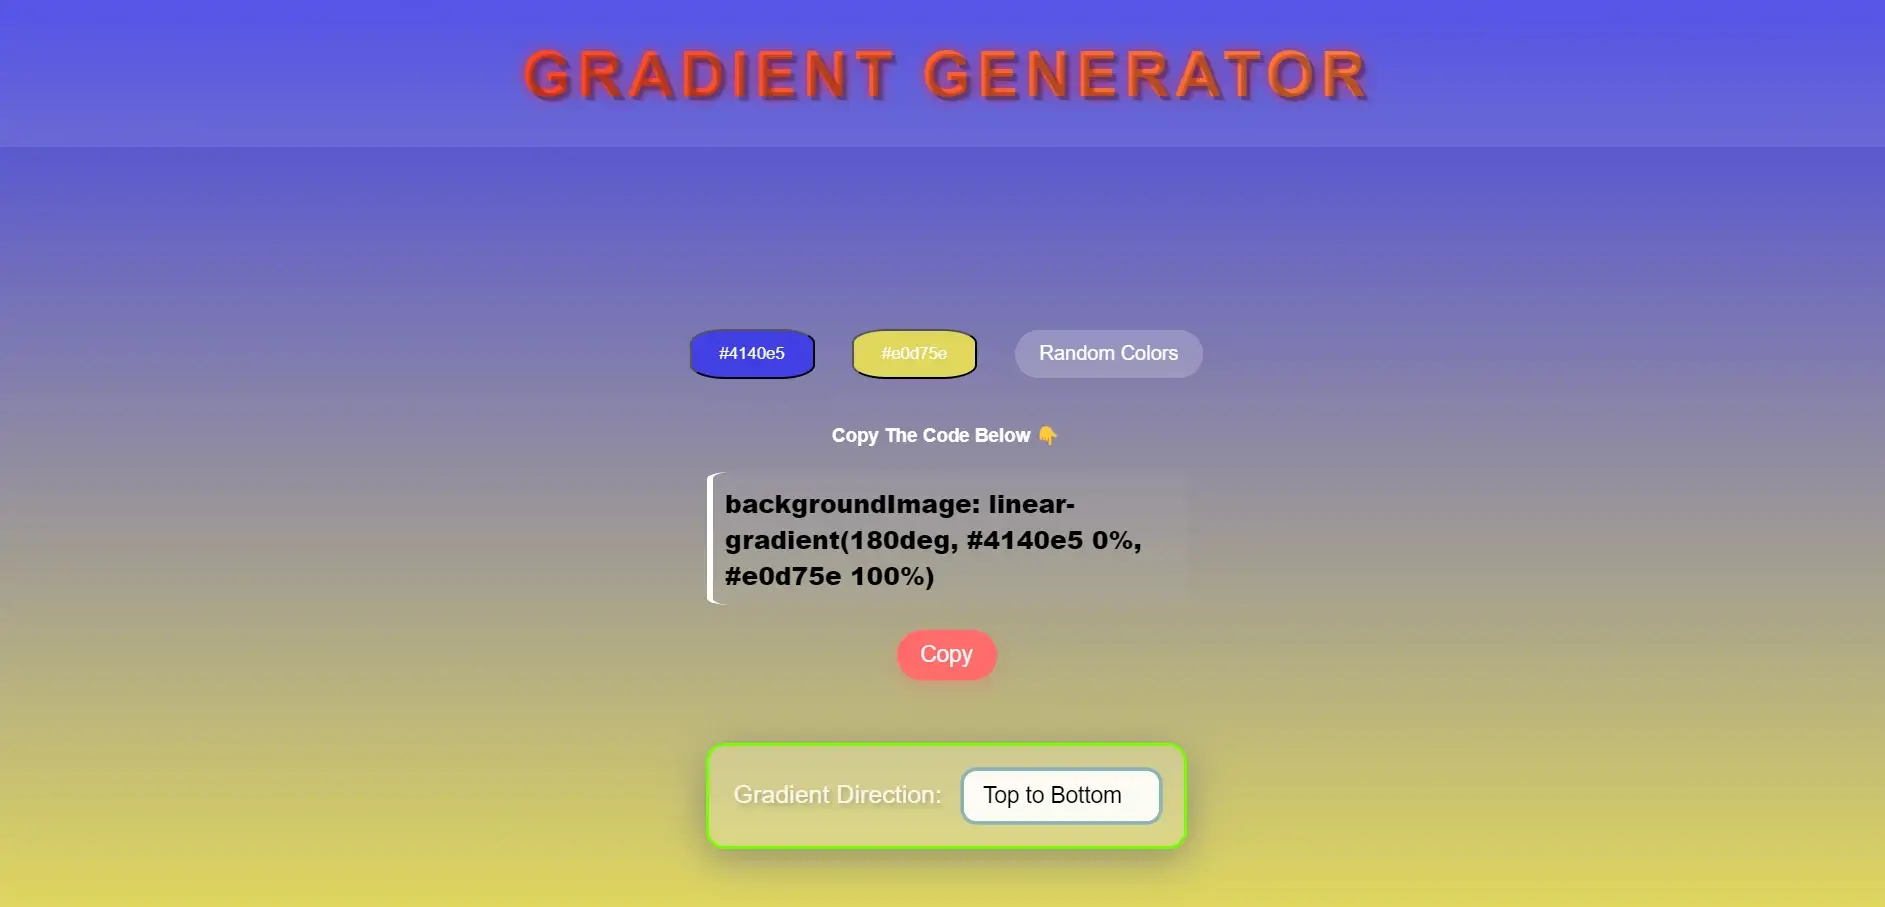 GRADIENT GENERATOR
#4140e5
#e0d75e
Random Colors
Copy The Code Below 👇
backgroundImage: linear-
gradient(180deg, #4140e5 0%,
#e0d75e 100%)
Copy
Gradient Direction:
Top to Bottom